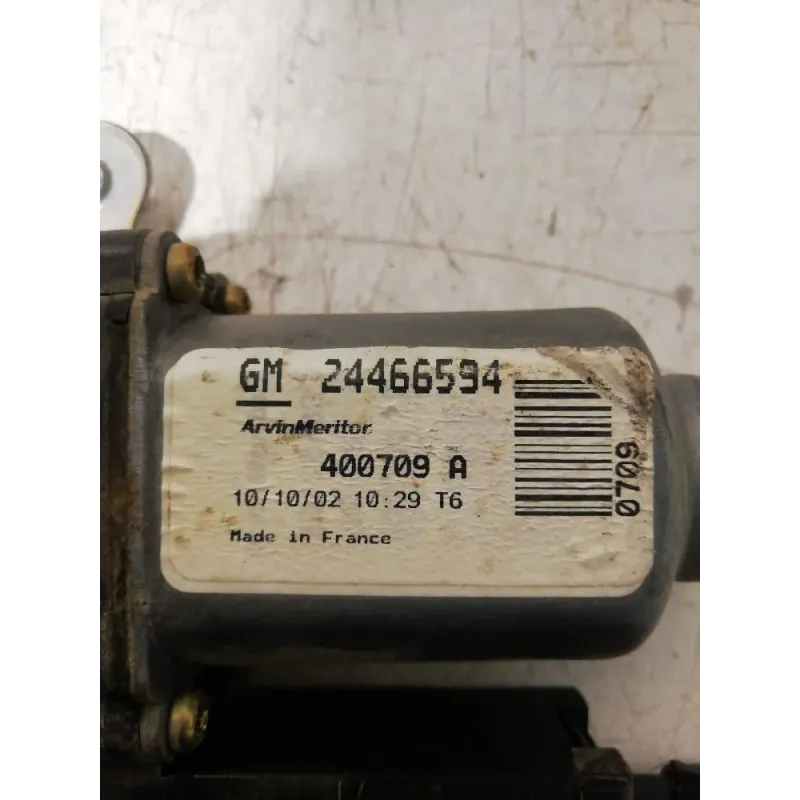 GM 24466594
ArvinMeritor
400709 A
10/10/02 10:29 T6
Made in France
0709